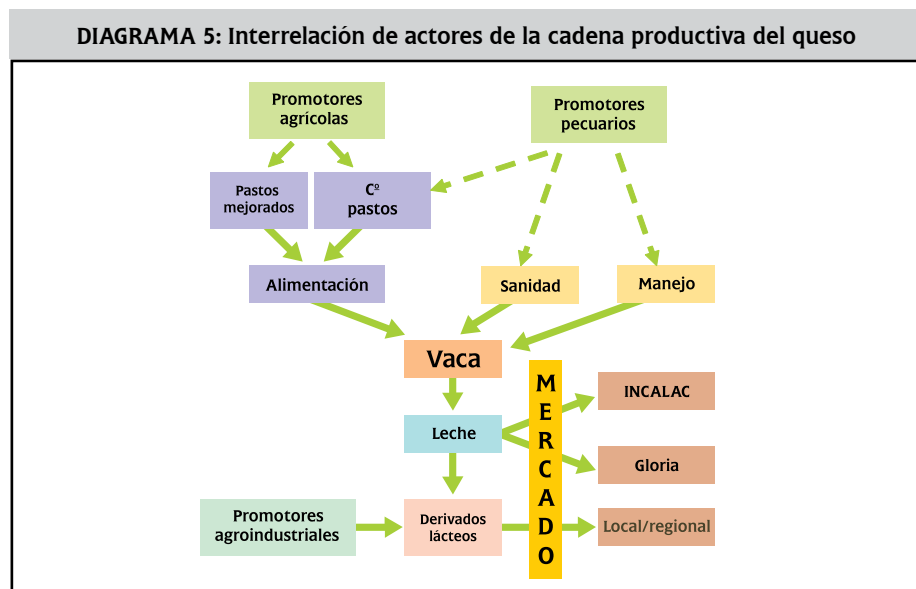 DIAGRAMA 5: Interrelación de actores de la cadena productiva del queso
Promotores
agrícolas
Promotores
pecuarios
Pastos
mejorados
Cº
pastos
Alimentación
Sanidad
Manejo
Vaca
MERCADO
INCALAC
Leche
Gloria
Promotores
agroindustriales
Derivados
lácteos
Local/regional